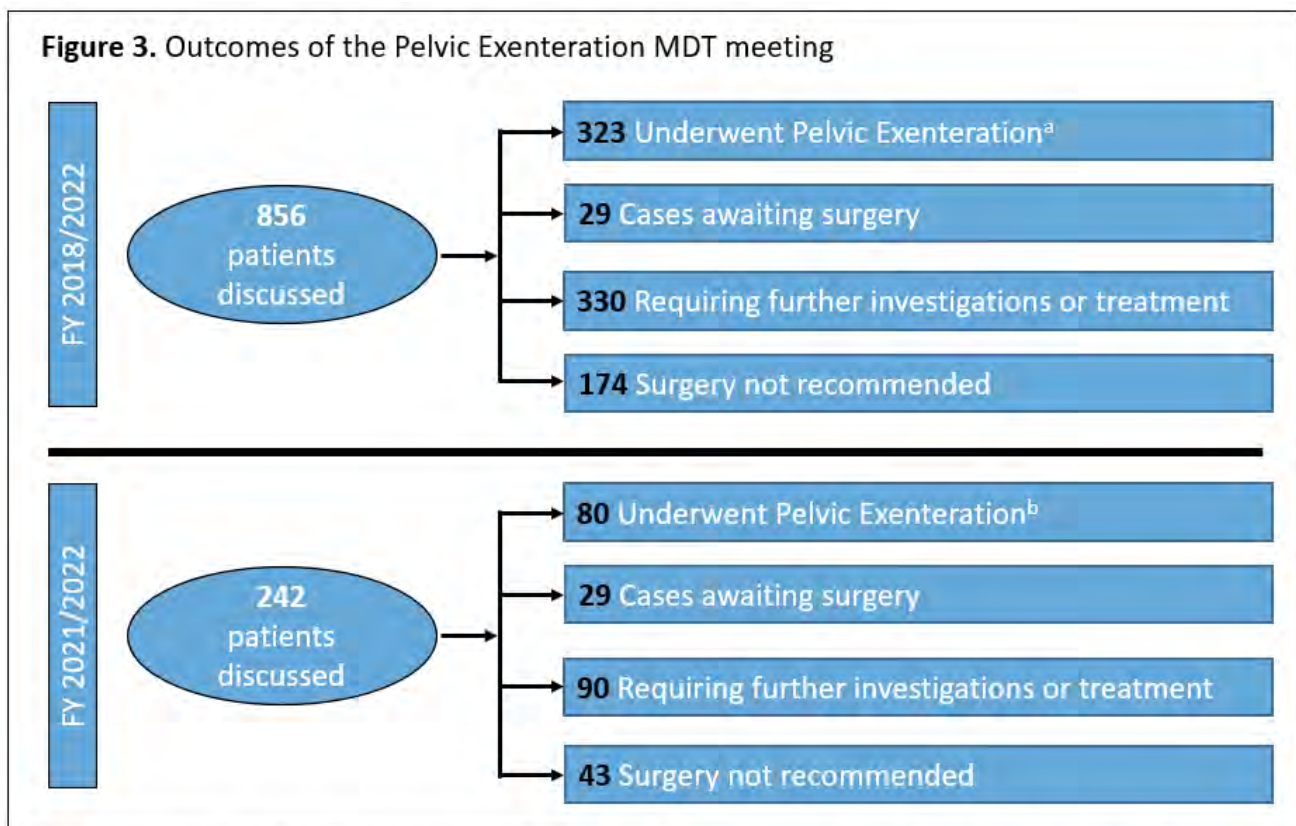 Figure 3. Outcomes of the Pelvic Exenteration MDT meeting
FY 2018/2022
856
patients
discussed
323 Underwent Pelvic Exenterationᵃ
29 Cases awaiting surgery
330 Requiring further investigations or treatment
174 Surgery not recommended
FY 2021/2022
242
patients
discussed
80 Underwent Pelvic Exenterationᵇ
29 Cases awaiting surgery
90 Requiring further investigations or treatment
43 Surgery not recommended